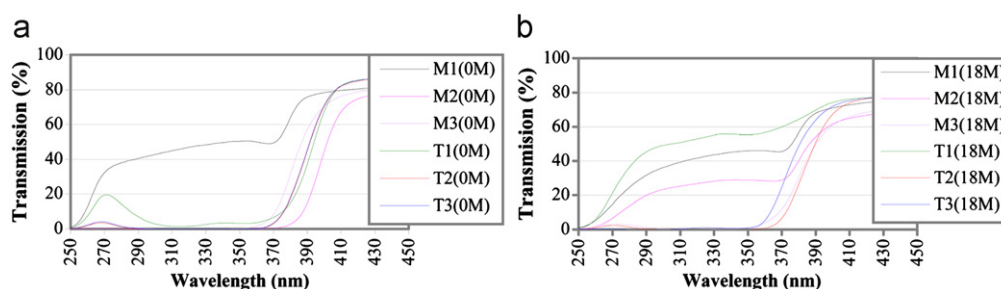 a
Transmission (%)
100
80
60
40
20
0
250
270
290
310
330
350
370
390
410
430
450
Wavelength (nm)
M1(0M)
M2(0M)
M3(0M)
T1(0M)
T2(0M)
T3(0M)
b
Transmission (%)
100
80
60
40
20
0
250
270
290
310
330
350
370
390
410
430
450
Wavelength (nm)
M1(18M)
M2(18M)
M3(18M)
T1(18M)
T2(18M)
T3(18M)